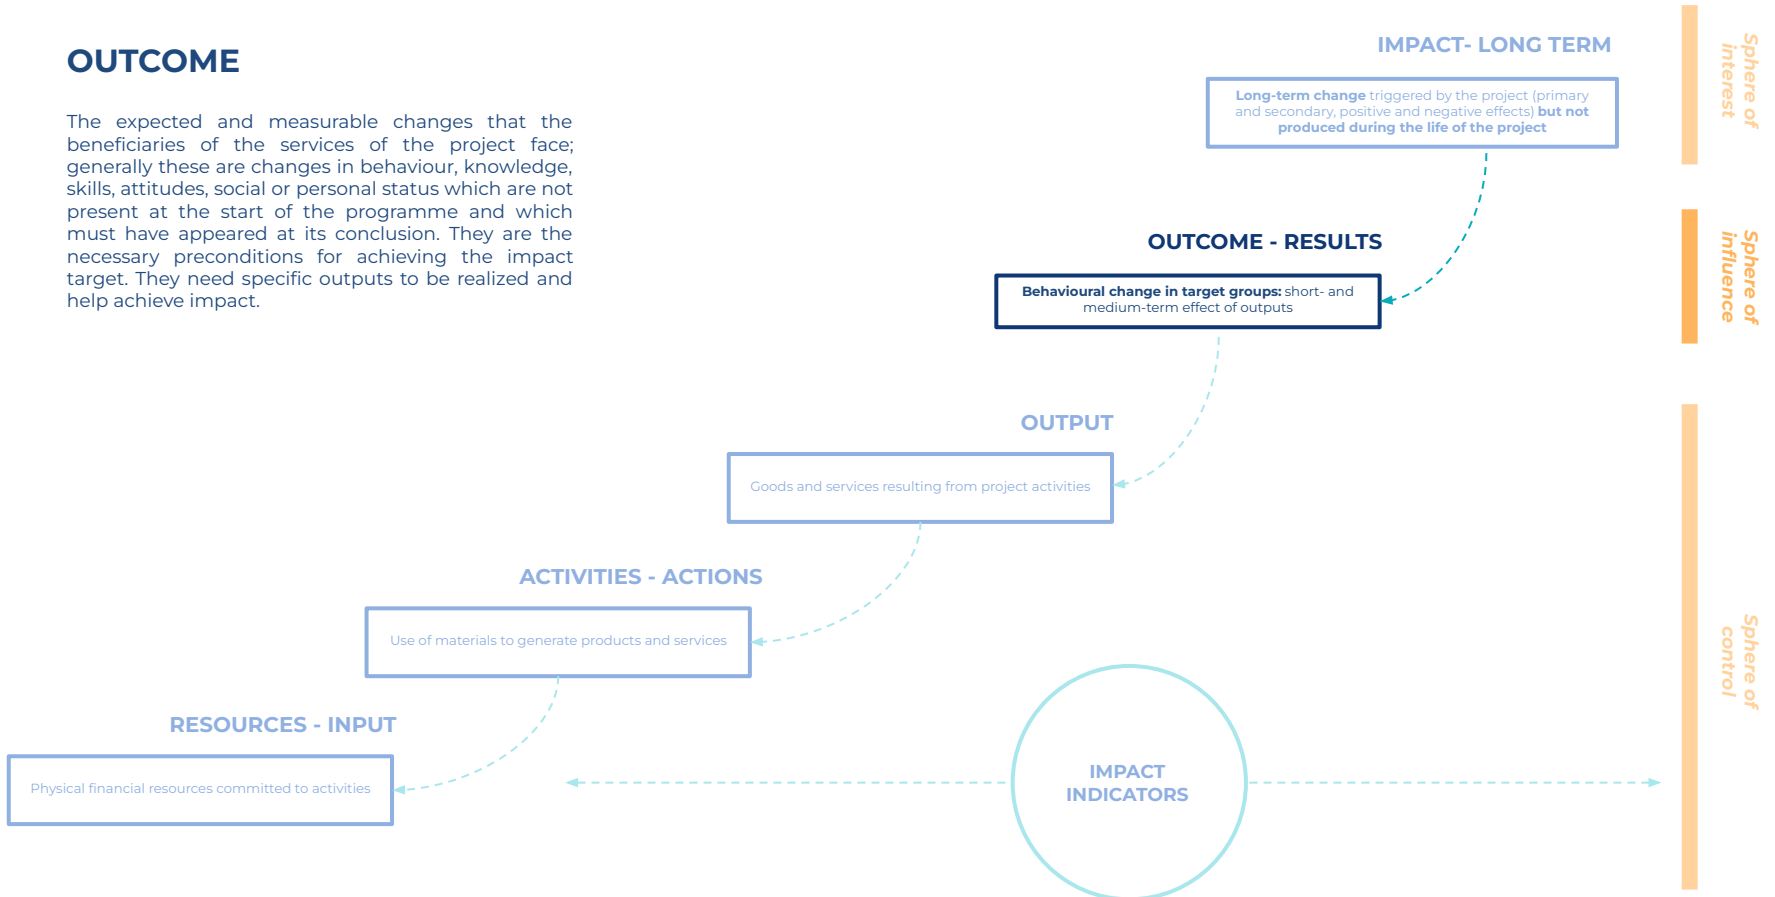 OUTCOME
The expected and measurable changes that the
beneficiaries of the services of the project face;
generally these are changes in behaviour, knowledge,
skills, attitudes, social or personal status which are not
present at the start of the programme and which
must have appeared at its conclusion. They are the
necessary preconditions for achieving the impact
target. They need specific outputs to be realized and
help achieve impact.
IMPACT- LONG TERM
Long-term change triggered by the project (primary
and secondary, positive and negative effects) but not
produced during the life of the project
Sphere of
interest
OUTCOME - RESULTS
Behavioural change in target groups: short- and
medium-term effect of outputs
Sphere of
influence
OUTPUT
Goods and services resulting from project activities
ACTIVITIES - ACTIONS
Use of materials to generate products and services
Sphere of
control
RESOURCES - INPUT
Physical financial resources committed to activities
IMPACT
INDICATORS